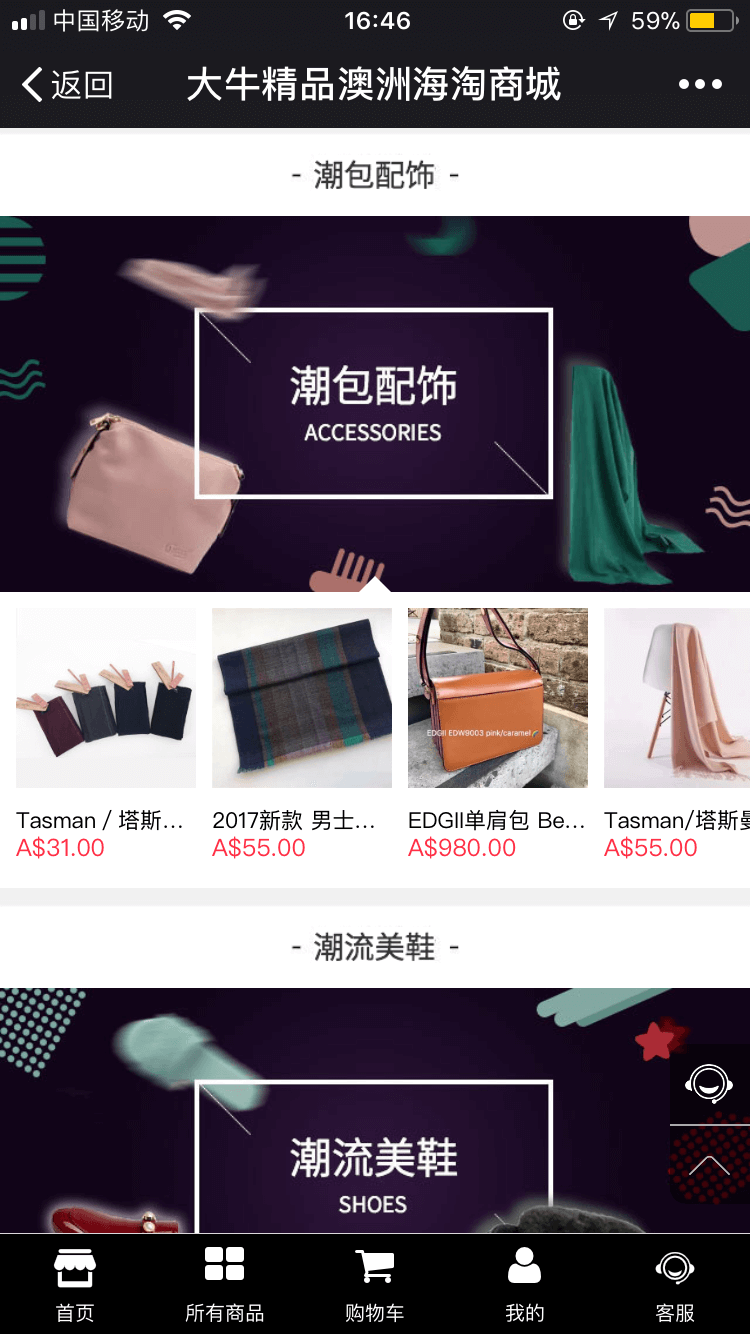 中国移动 16:46 59%
返回 大牛精品澳洲海淘商城
- 潮包配饰 -
潮包配饰
ACCESSORIES
EDGII EDW9003 pink/caramel
Tasman / 塔斯... 2017新款 男士... EDGII单肩包 Be... Tasman/塔斯
A$31.00 A$55.00 A$980.00 A$55.00
- 潮流美鞋 -
潮流美鞋
SHOES
首页 所有商品 购物车 我的 客服